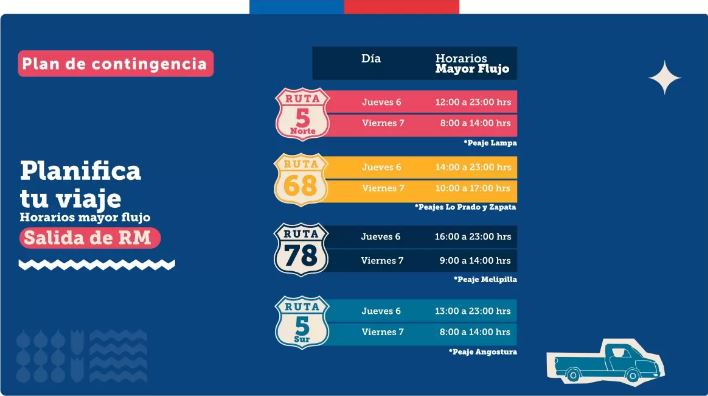 Plan de contingencia
Planifica
tu viaje
Horarios mayor flujo
Salida de RM
Día
Horarios
Mayor Flujo
RUTA
5
Norte
Jueves 6
12:00 a 23:00 hrs
Viernes 7
8:00 a 14:00 hrs
*Peaje Lampa
RUTA
68
Jueves 6
14:00 a 23:00 hrs
Viernes 7
10:00 a 17:00 hrs
*Peajes Lo Prado y Zapata
RUTA
78
Jueves 6
16:00 a 23:00 hrs
Viernes 7
9:00 a 14:00 hrs
*Peaje Melipilla
RUTA
5
Sur
Jueves 6
13:00 a 23:00 hrs
Viernes 7
8:00 a 14:00 hrs
*Peaje Angostura